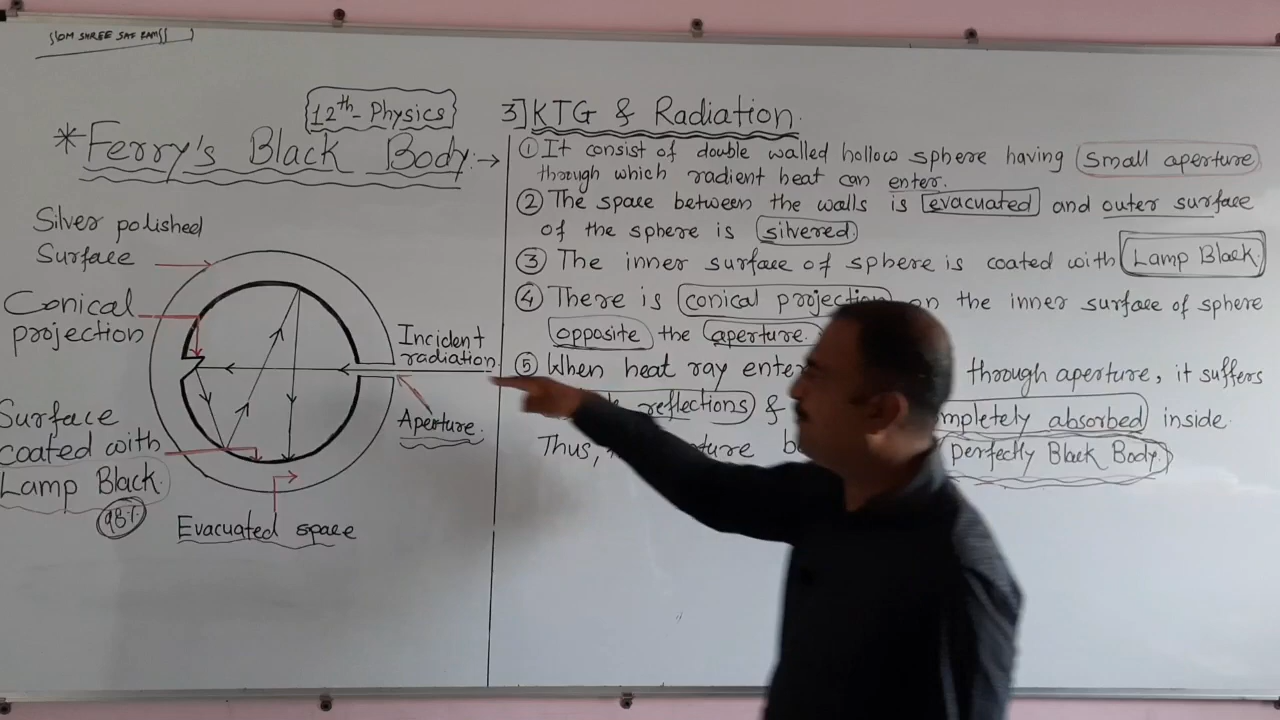 ||OM SHREE SAI RAM||
12th- Physics
*Ferry's Black Body:→
Silver polished
Surface
Conical
projection
Incident
radiation
Aperture.
Surface
coated with
Lamp Black.
98%
Evacuated space
3] KTG & Radiation.
① It consist of double walled hollow sphere having small aperture
through which radient heat can enter.
② The space between the walls is evacuated and outer surface
of the sphere is silvered
③ The inner surface of sphere is coated with Lamp Black.
④ There is conical projection on the inner surface of sphere
opposite the aperture.
⑤ When heat ray enter through aperture, it suffers
reflections & completely absorbed inside.
Thus, perfectly Black Body